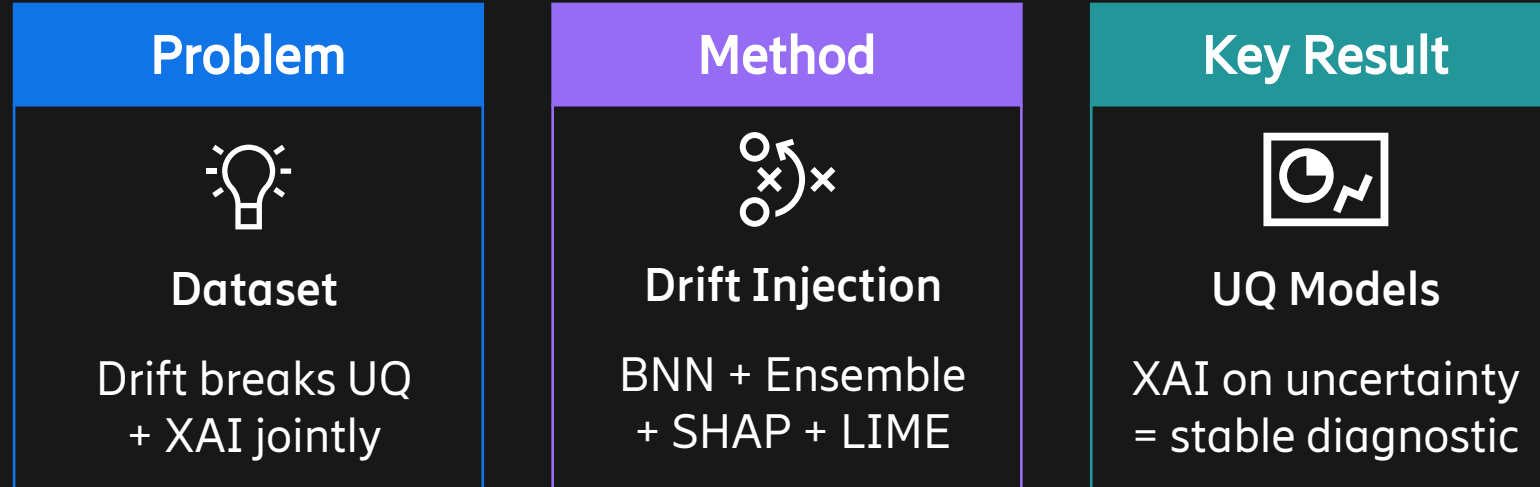 Problem
Dataset
Drift breaks UQ
+ XAI jointly
Method
Drift Injection
BNN + Ensemble
+ SHAP + LIME
Key Result
UQ Models
XAI on uncertainty
= stable diagnostic